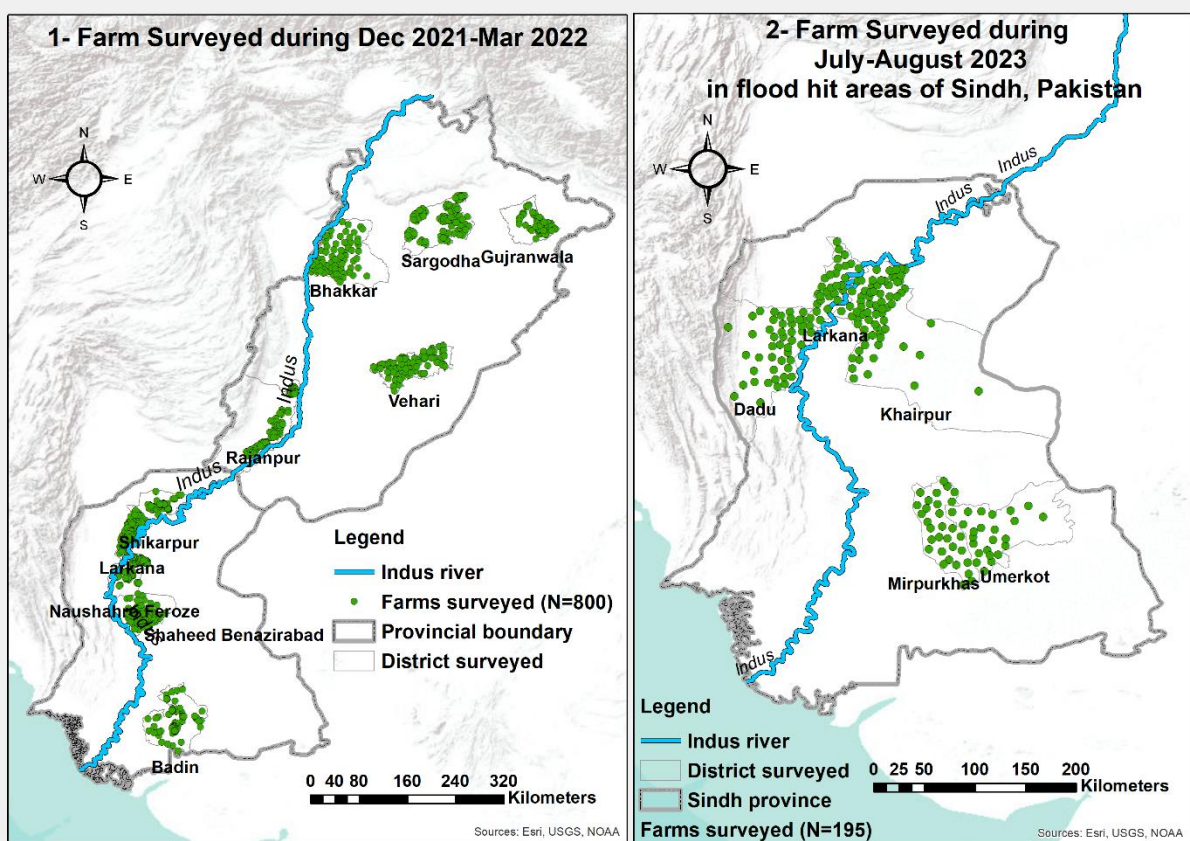 1- Farm Surveyed during Dec 2021-Mar 2022
N
W
E
S
Sargodha
Gujranwala
Bhakkar
Vehari
Indus
Rajanpur
Indus
Shikarpur
Larkana
Naushahro Feroze
Shaheed Benazirabad
Badin
Legend
Indus river
Farms surveyed (N=800)
Provincial boundary
District surveyed
0 40 80 160 240 320
Kilometers
Sources: Esri, USGS, NOAA
2- Farm Surveyed during
July-August 2023
in flood hit areas of Sindh, Pakistan
N
W
E
S
Indus
Indus
Larkana
Dadu
Khairpur
Mirpurkhas
Umerkot
Indus
Legend
Indus river
District surveyed
Sindh province
Farms surveyed (N=195)
0 25 50 100 150 200
Kilometers
Sources: Esri, USGS, NOAA